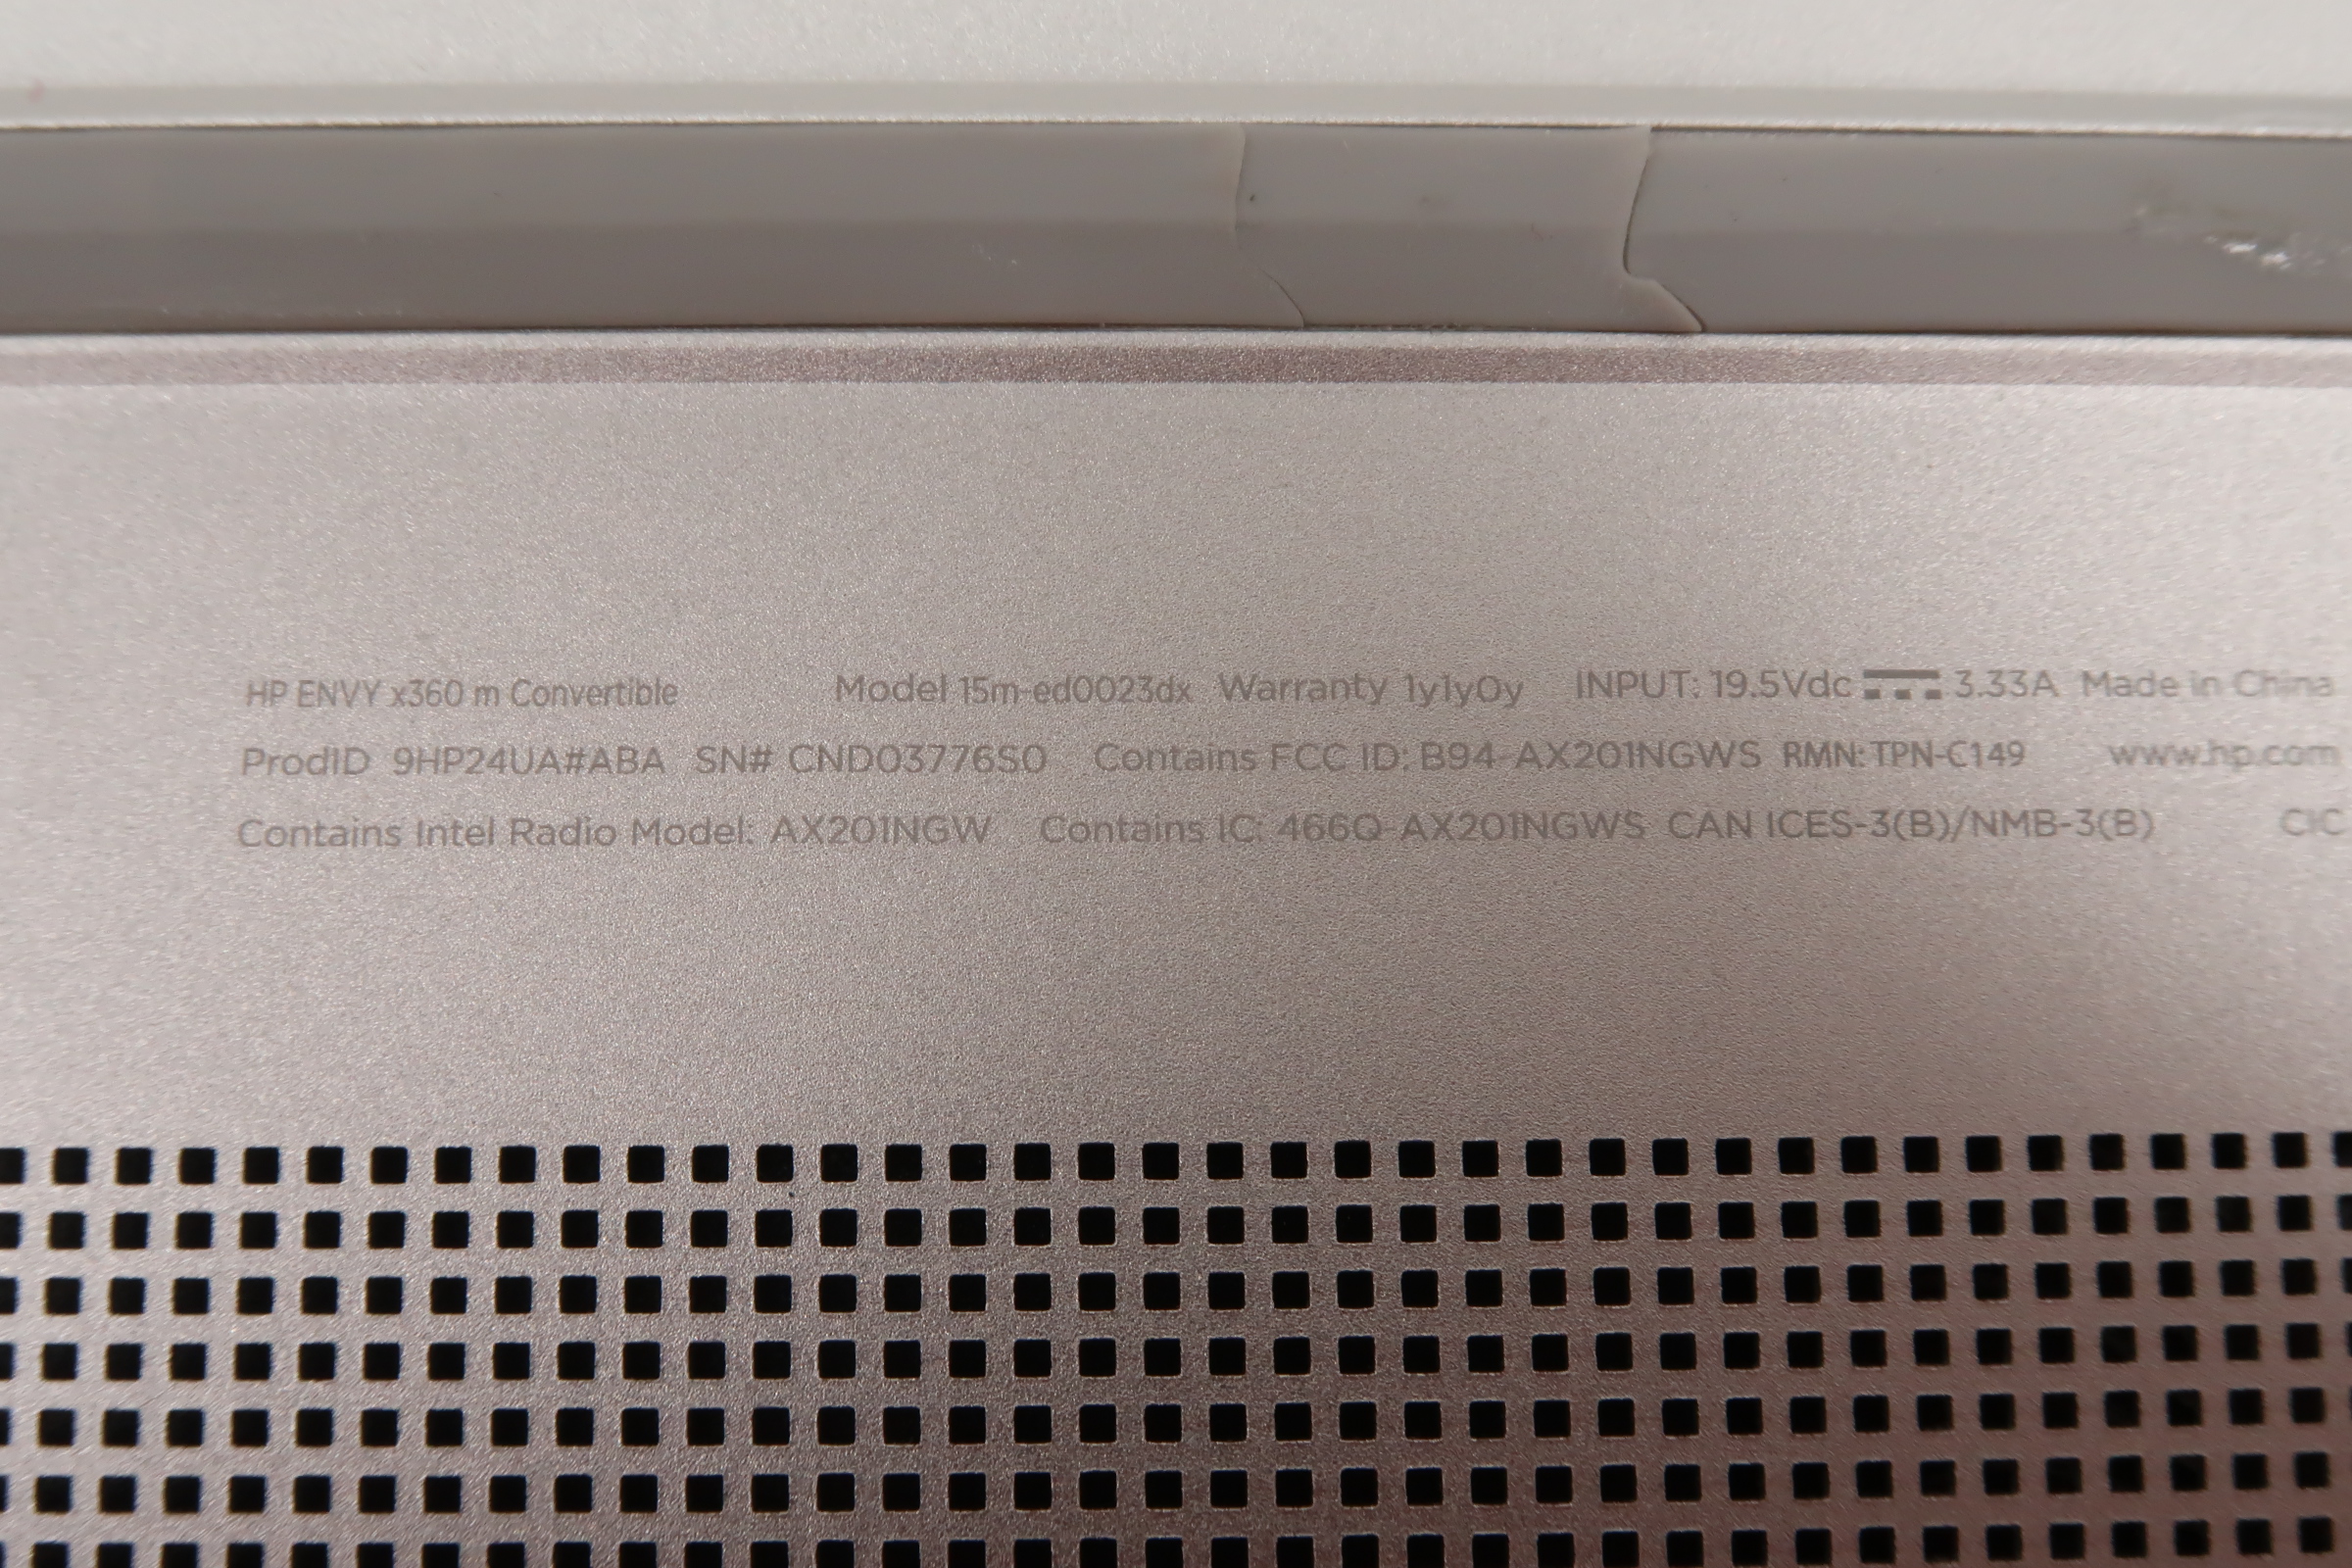 HP ENVY x360 m Convertible Model 15m-ed0023dx Warranty 1y1y0y INPUT: 19.5Vdc 3.33A Made in China
ProdID 9HP24UA#ABA SN# CND03776S0 Contains FCC ID: B94-AX201NGWS RMN: TPN-C149 www.hp.com
Contains Intel Radio Model: AX201NGW Contains IC: 466Q-AX201NGWS CAN ICES-3(B)/NMB-3(B) CIC